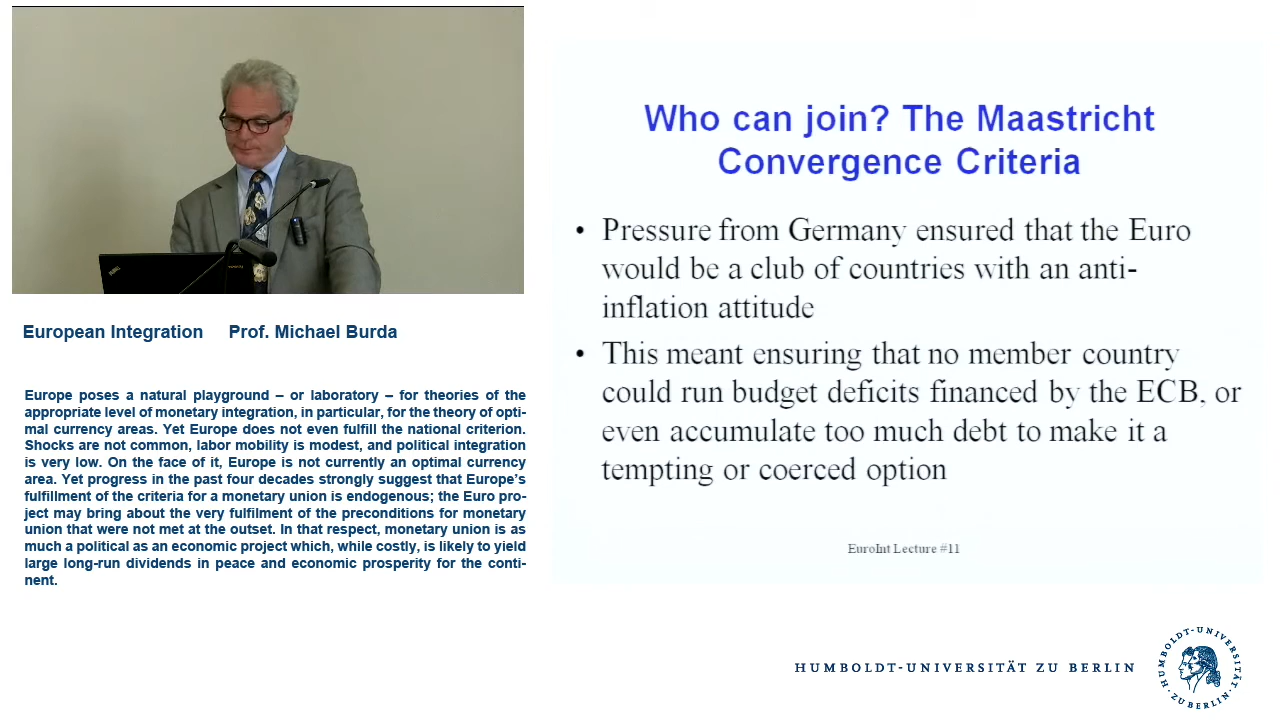 European Integration Prof. Michael Burda
Europe poses a natural playground – or laboratory – for theories of the
appropriate level of monetary integration, in particular, for the theory of opti-
mal currency areas. Yet Europe does not even fulfill the national criterion.
Shocks are not common, labor mobility is modest, and political integration
is very low. On the face of it, Europe is not currently an optimal currency
area. Yet progress in the past four decades strongly suggest that Europe's
fulfillment of the criteria for a monetary union is endogenous; the Euro pro-
ject may bring about the very fulfilment of the preconditions for monetary
union that were not met at the outset. In that respect, monetary union is as
much a political as an economic project which, while costly, is likely to yield
large long-run dividends in peace and economic prosperity for the conti-
nent.
Who can join? The Maastricht
Convergence Criteria
• Pressure from Germany ensured that the Euro
would be a club of countries with an anti-
inflation attitude
• This meant ensuring that no member country
could run budget deficits financed by the ECB, or
even accumulate too much debt to make it a
tempting or coerced option
EuroInt Lecture #11
HUMBOLDT-UNIVERSITÄT ZU BERLIN
HUMBOLDT-UNIVERSITÄT
ZU BERLIN